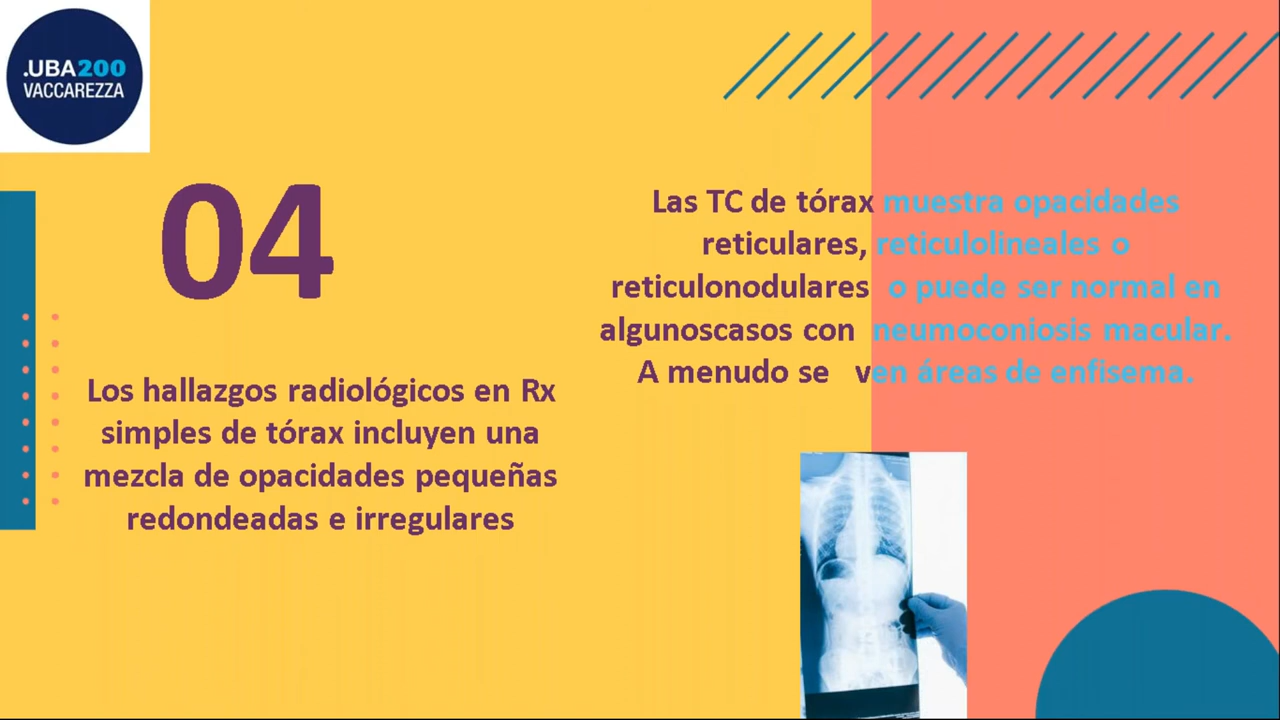 .UBA200
VACCAREZZA
04
Los hallazgos radiológicos en Rx
simples de tórax incluyen una
mezcla de opacidades pequeñas
redondeadas e irregulares
Las TC de tórax muestra opacidades
reticulares, reticulolineales o
reticulonodulares o puede ser normal en
algunoscasos con neumoconiosis macular.
A menudo se ven áreas de enfisema.